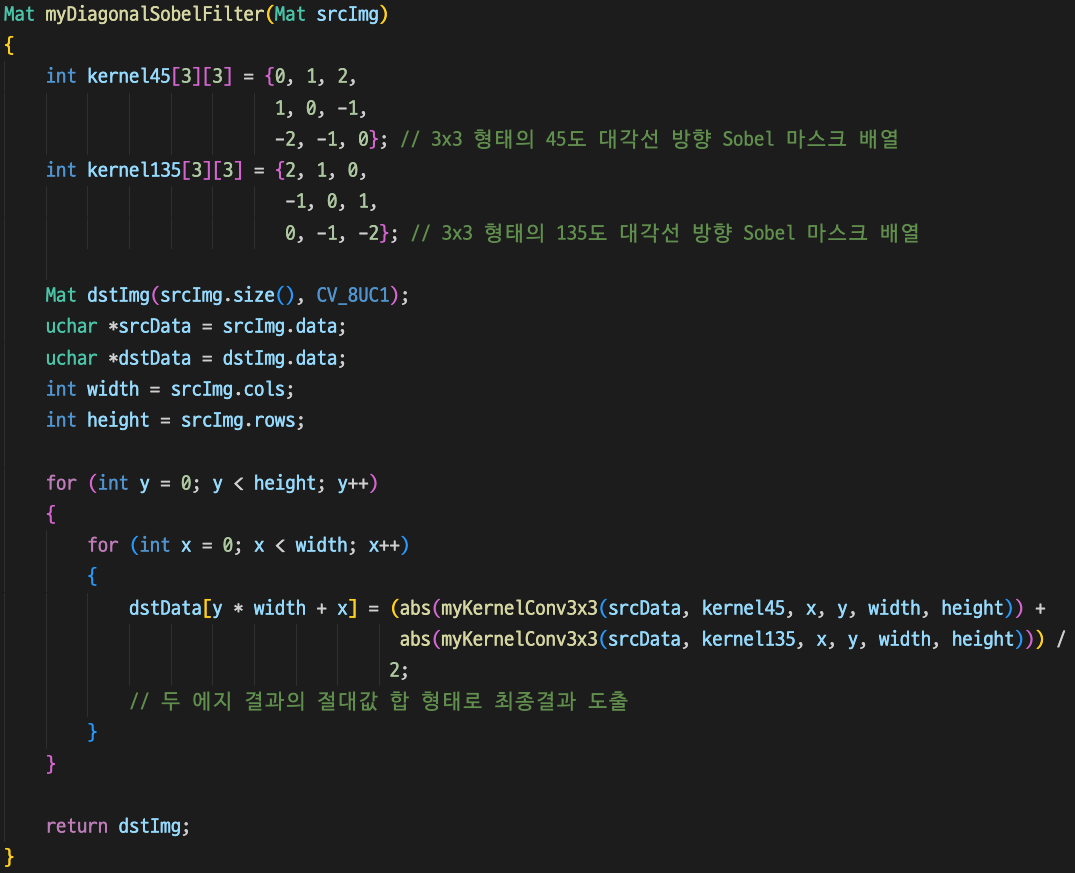 Mat myDiagonalSobelFilter(Mat srcImg)
{
    int kernel45[3][3] = {0, 1, 2,
                          1, 0, -1,
                          -2, -1, 0}; // 3x3 형태의 45도 대각선 방향 Sobel 마스크 배열
    int kernel135[3][3] = {2, 1, 0,
                           -1, 0, 1,
                           0, -1, -2}; // 3x3 형태의 135도 대각선 방향 Sobel 마스크 배열

    Mat dstImg(srcImg.size(), CV_8UC1);
    uchar *srcData = srcImg.data;
    uchar *dstData = dstImg.data;
    int width = srcImg.cols;
    int height = srcImg.rows;

    for (int y = 0; y < height; y++)
    {
        for (int x = 0; x < width; x++)
        {
            dstData[y * width + x] = (abs(myKernelConv3x3(srcData, kernel45, x, y, width, height)) +
                                      abs(myKernelConv3x3(srcData, kernel135, x, y, width, height))) /
                                     2;
            // 두 에지 결과의 절대값 합 형태로 최종결과 도출
        }
    }

    return dstImg;
}